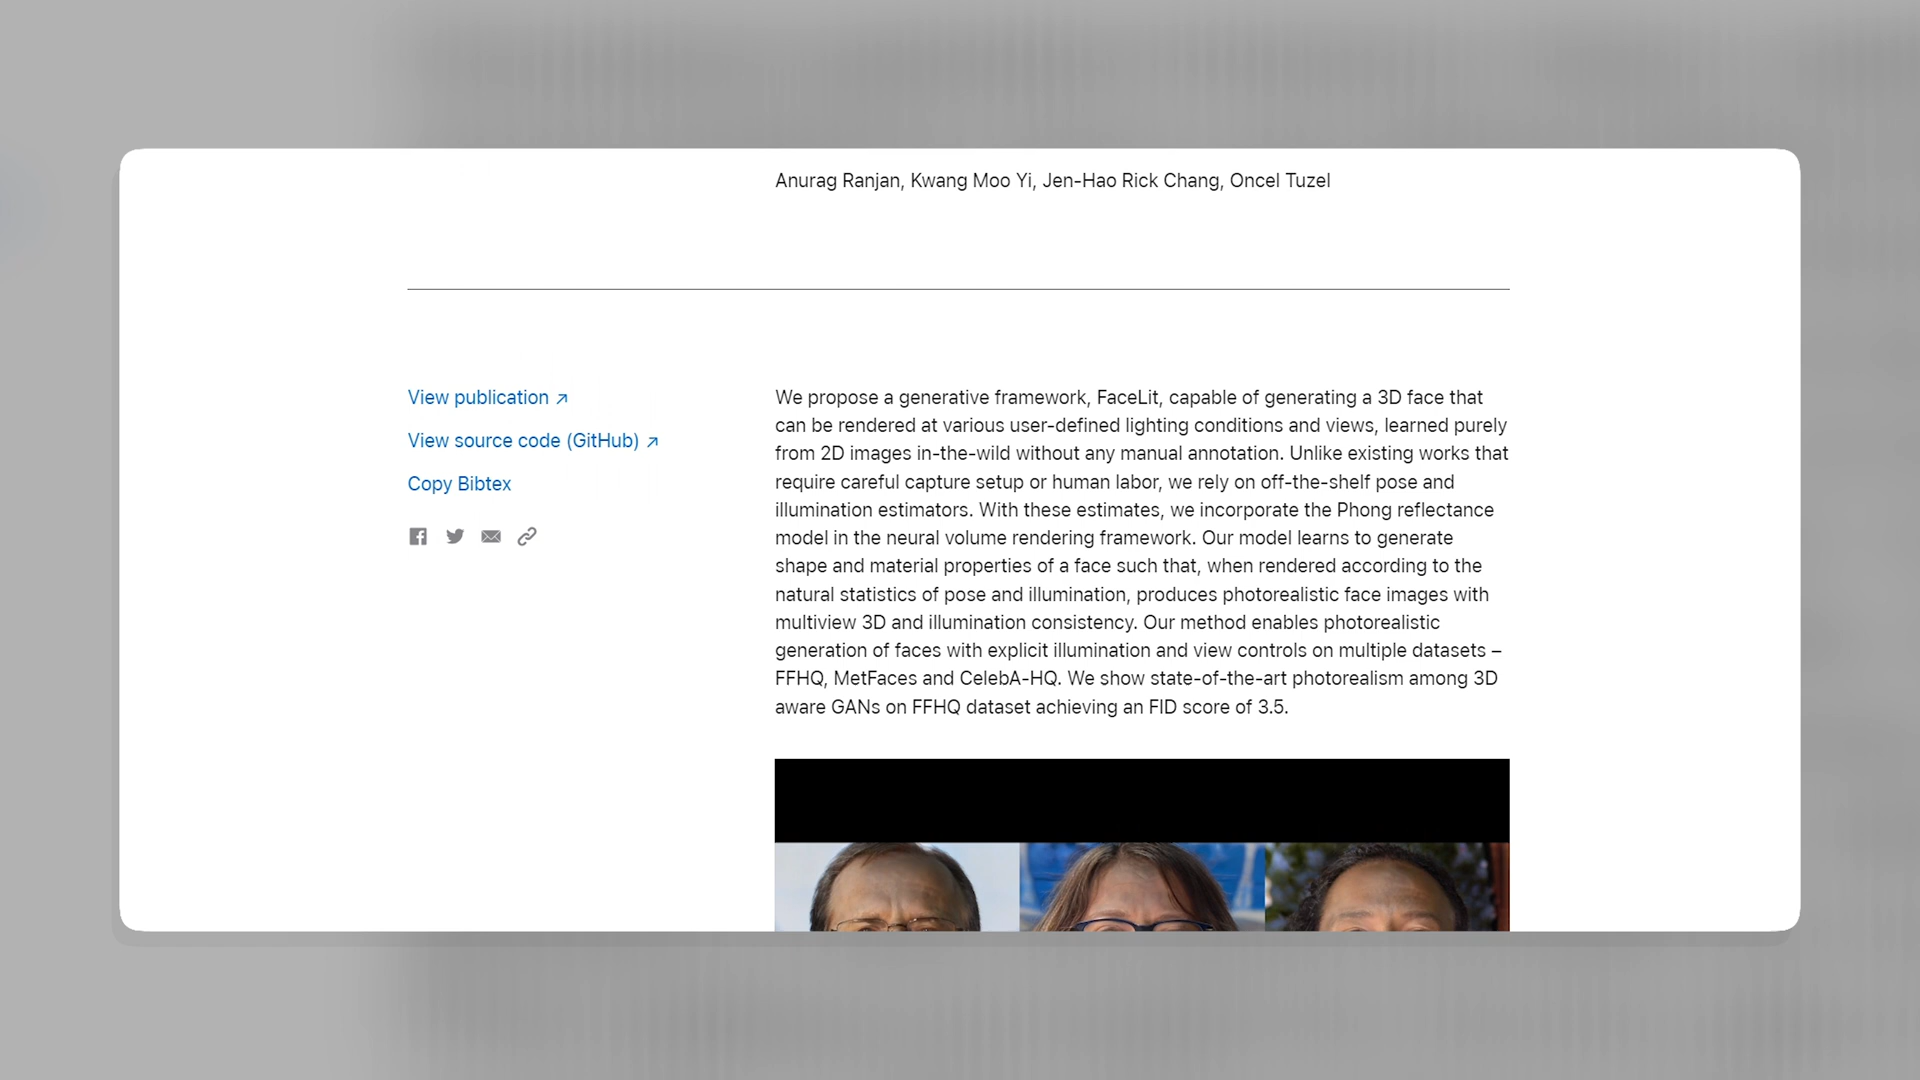 Anurag Ranjan, Kwang Moo Yi, Jen-Hao Rick Chang, Oncel Tuzel
View publication ↗
View source code (GitHub) ↗
Copy Bibtex
We propose a generative framework, FaceLit, capable of generating a 3D face that
can be rendered at various user-defined lighting conditions and views, learned purely
from 2D images in-the-wild without any manual annotation. Unlike existing works that
require careful capture setup or human labor, we rely on off-the-shelf pose and
illumination estimators. With these estimates, we incorporate the Phong reflectance
model in the neural volume rendering framework. Our model learns to generate
shape and material properties of a face such that, when rendered according to the
natural statistics of pose and illumination, produces photorealistic face images with
multiview 3D and illumination consistency. Our method enables photorealistic
generation of faces with explicit illumination and view controls on multiple datasets –
FFHQ, MetFaces and CelebA-HQ. We show state-of-the-art photorealism among 3D
aware GANs on FFHQ dataset achieving an FID score of 3.5.